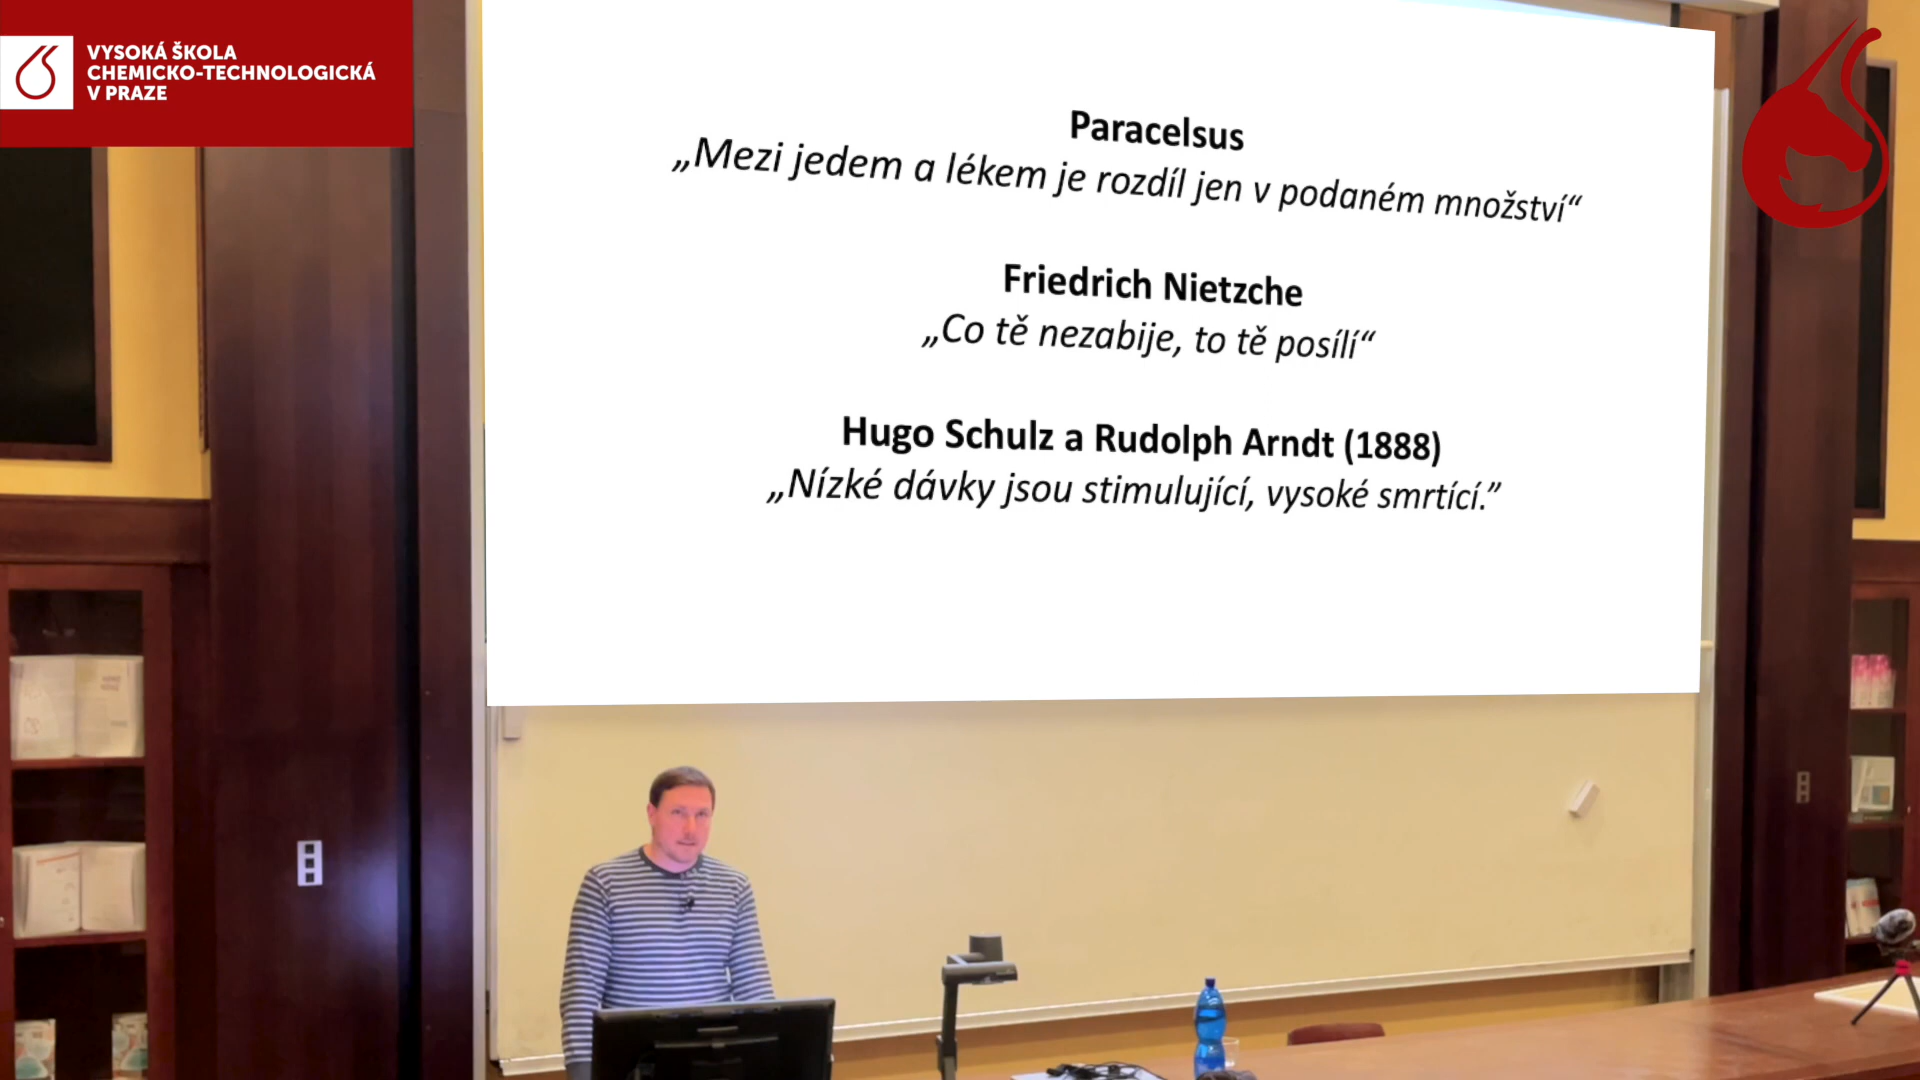 VYSOKÁ ŠKOLA
CHEMICKO-TECHNOLOGICKÁ
V PRAZE
Paracelsus
„Mezi jedem a lékem je rozdíl jen v podaném množství“
Friedrich Nietzche
„Co tě nezabije, to tě posílí“
Hugo Schulz a Rudolph Arndt (1888)
„Nízké dávky jsou stimulující, vysoké smrtící.”